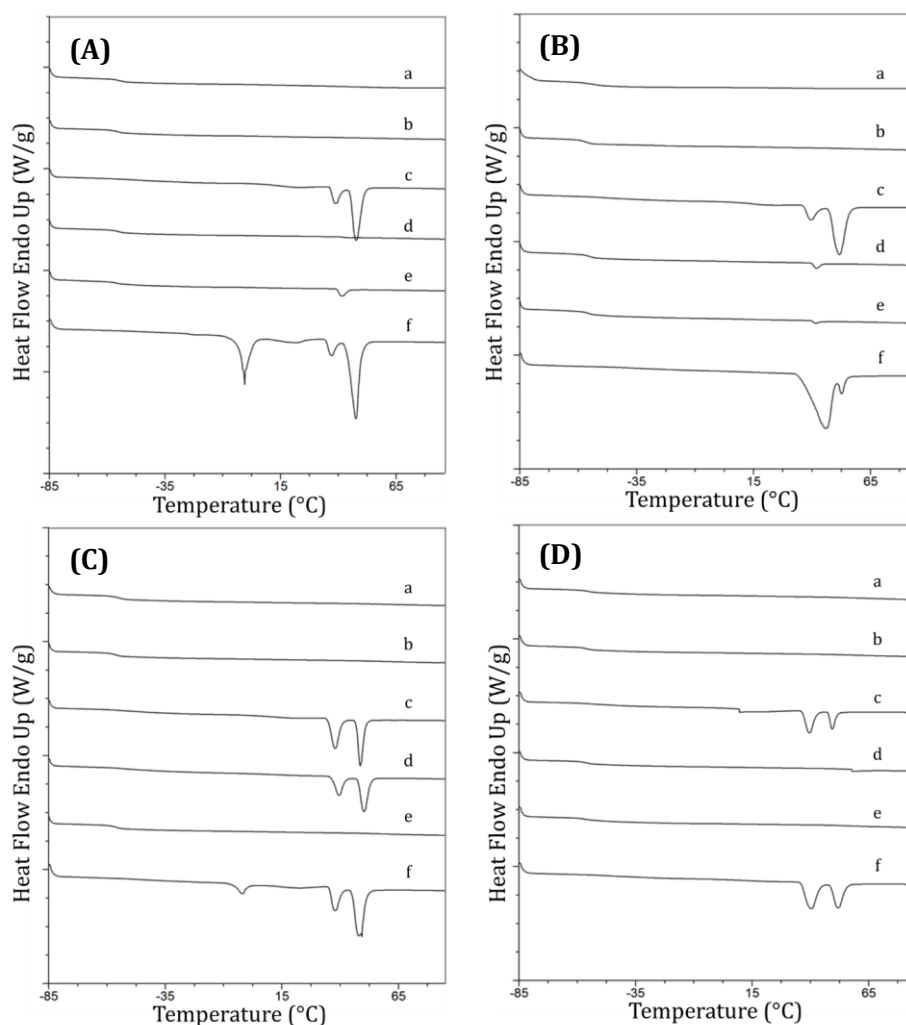 (A)
a
b
c
d
e
f
Heat Flow Endo Up (W/g)
-85 -35 15 65
Temperature (°C)
(B)
a
b
c
d
e
f
Heat Flow Endo Up (W/g)
-85 -35 15 65
Temperature (°C)
(C)
a
b
c
d
e
f
Heat Flow Endo Up (W/g)
-85 -35 15 65
Temperature (°C)
(D)
a
b
c
d
e
f
Heat Flow Endo Up (W/g)
-85 -35 15 65
Temperature (°C)